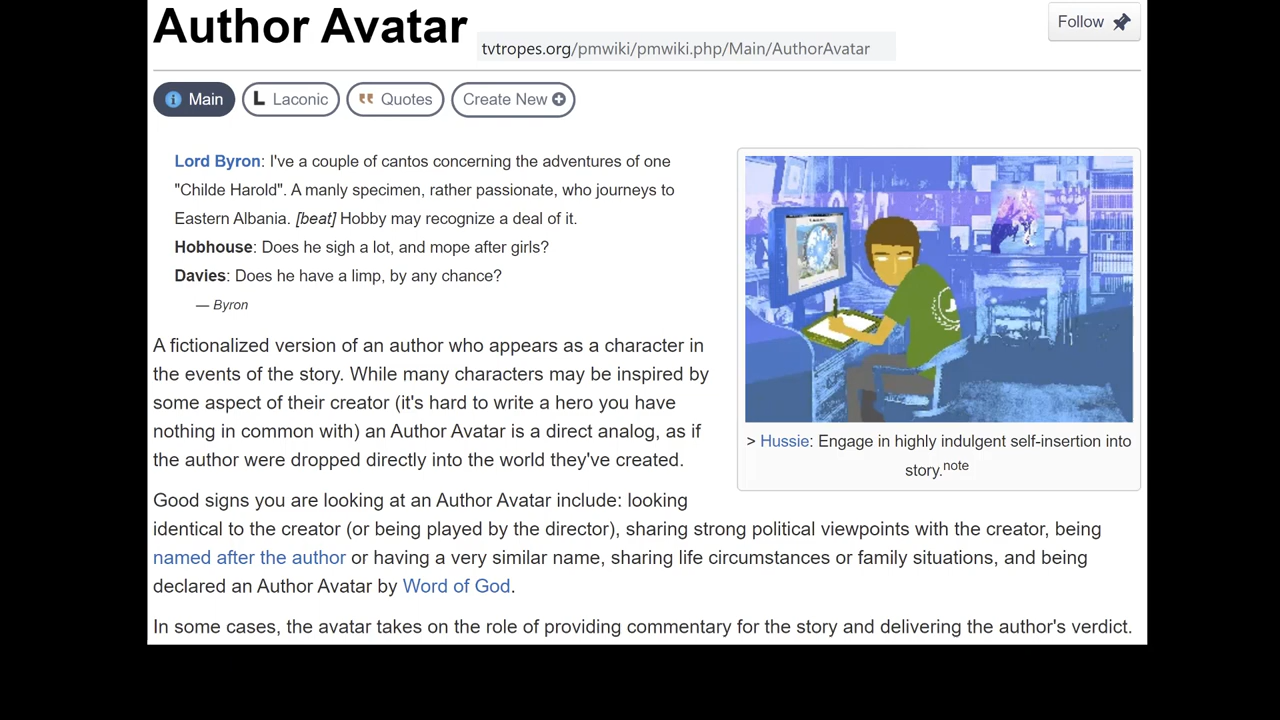 Author Avatar
tvtropes.org/pmwiki/pmwiki.php/Main/AuthorAvatar
Follow
Main
Laconic
Quotes
Create New
Lord Byron: I've a couple of cantos concerning the adventures of one
"Childe Harold". A manly specimen, rather passionate, who journeys to
Eastern Albania. [beat] Hobby may recognize a deal of it.
Hobhouse: Does he sigh a lot, and mope after girls?
Davies: Does he have a limp, by any chance?
— Byron
A fictionalized version of an author who appears as a character in
the events of the story. While many characters may be inspired by
some aspect of their creator (it's hard to write a hero you have
nothing in common with) an Author Avatar is a direct analog, as if
the author were dropped directly into the world they've created.
> Hussie: Engage in highly indulgent self-insertion into
story.note
Good signs you are looking at an Author Avatar include: looking
identical to the creator (or being played by the director), sharing strong political viewpoints with the creator, being
named after the author or having a very similar name, sharing life circumstances or family situations, and being
declared an Author Avatar by Word of God.
In some cases, the avatar takes on the role of providing commentary for the story and delivering the author's verdict.